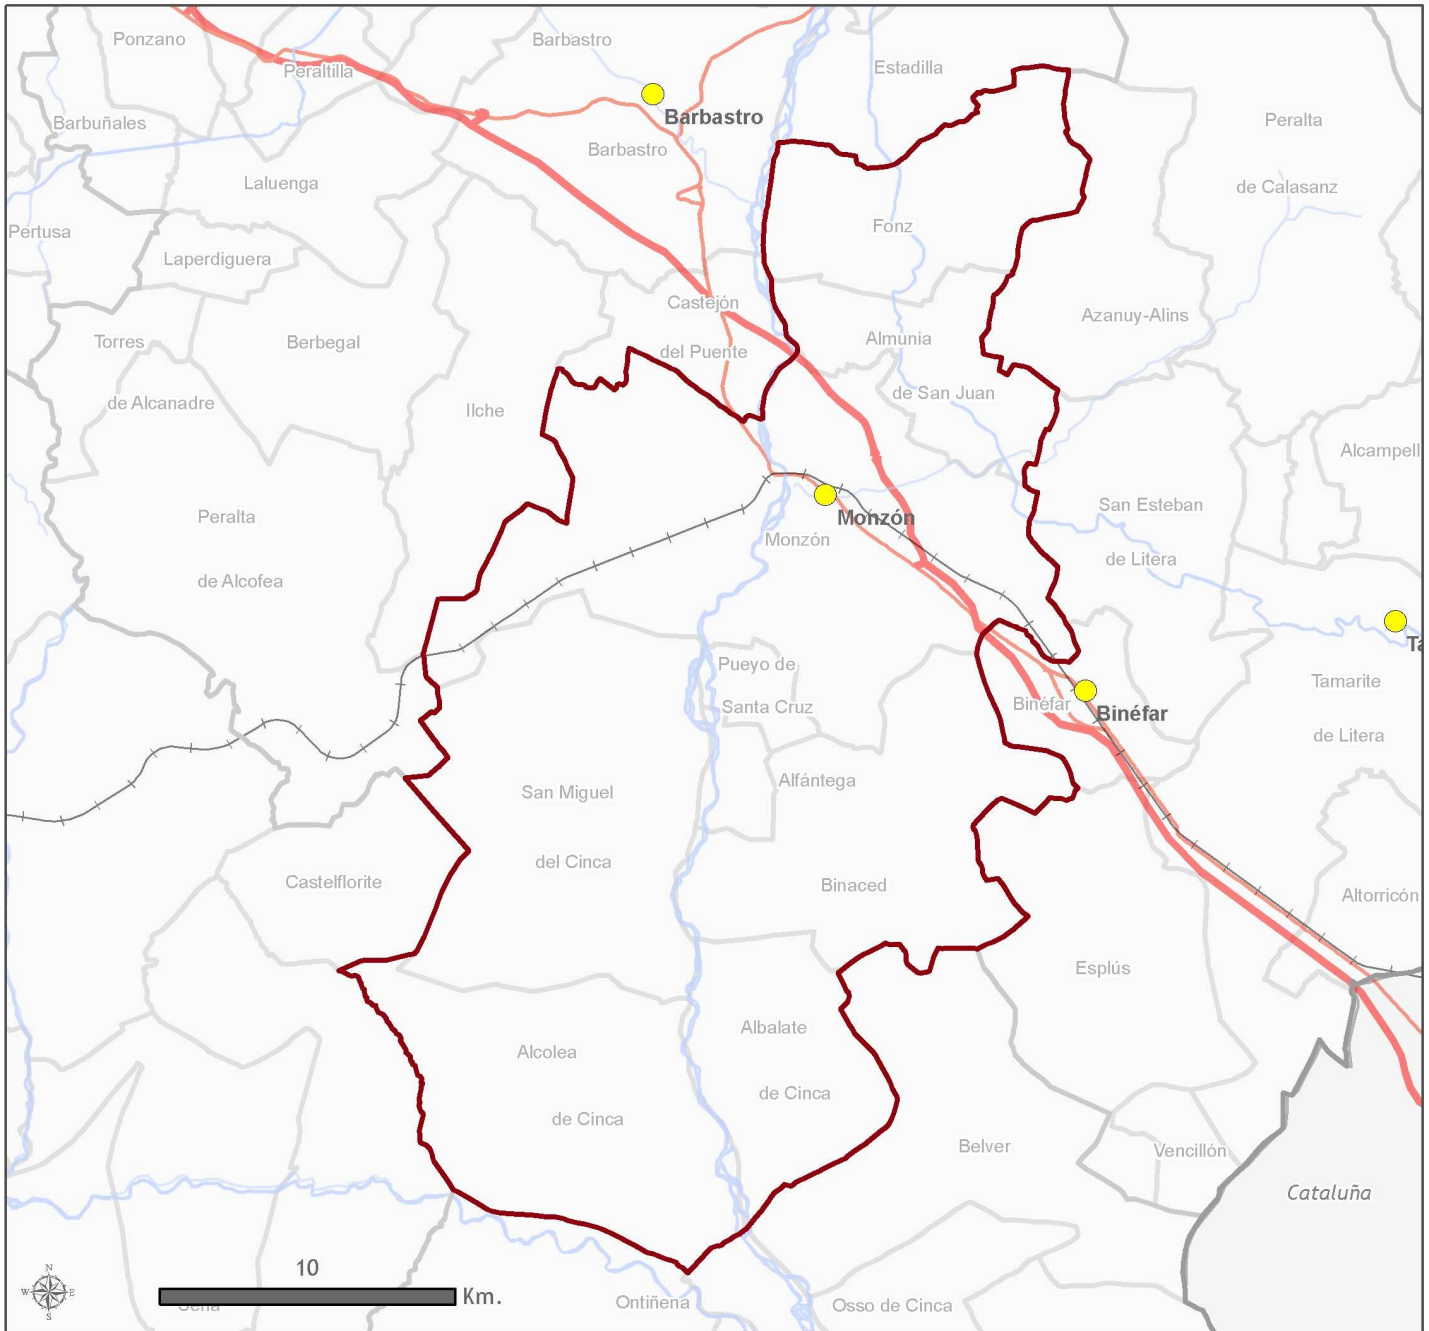 Ponzano
Barbastro
Estadilla
Peraltilla
Barbastro
Barbuñales
Peralta
de Calasanz
Barbastro
Laluenga
Pertusa
Fonz
Laperdiguera
Castejón
del Puente
Azanuy-Alins
Torres
de Alcanadre
Berbegal
Almunia
de San Juan
Ilche
Alcampell
Peralta
de Alcofea
Monzón
Monzón
San Esteban
de Litera
Ta
Pueyo de
Santa Cruz
Binéfar
Binéfar
Tamarite
de Litera
San Miguel
del Cinca
Alfántega
Castelflorite
Binaced
Altorricón
Esplús
Alcolea
de Cinca
Albalate
de Cinca
Belver
Vencillón
Cataluña
N
W
E
S
10
Km.
Sena
Ontiñena
Osso de Cinca